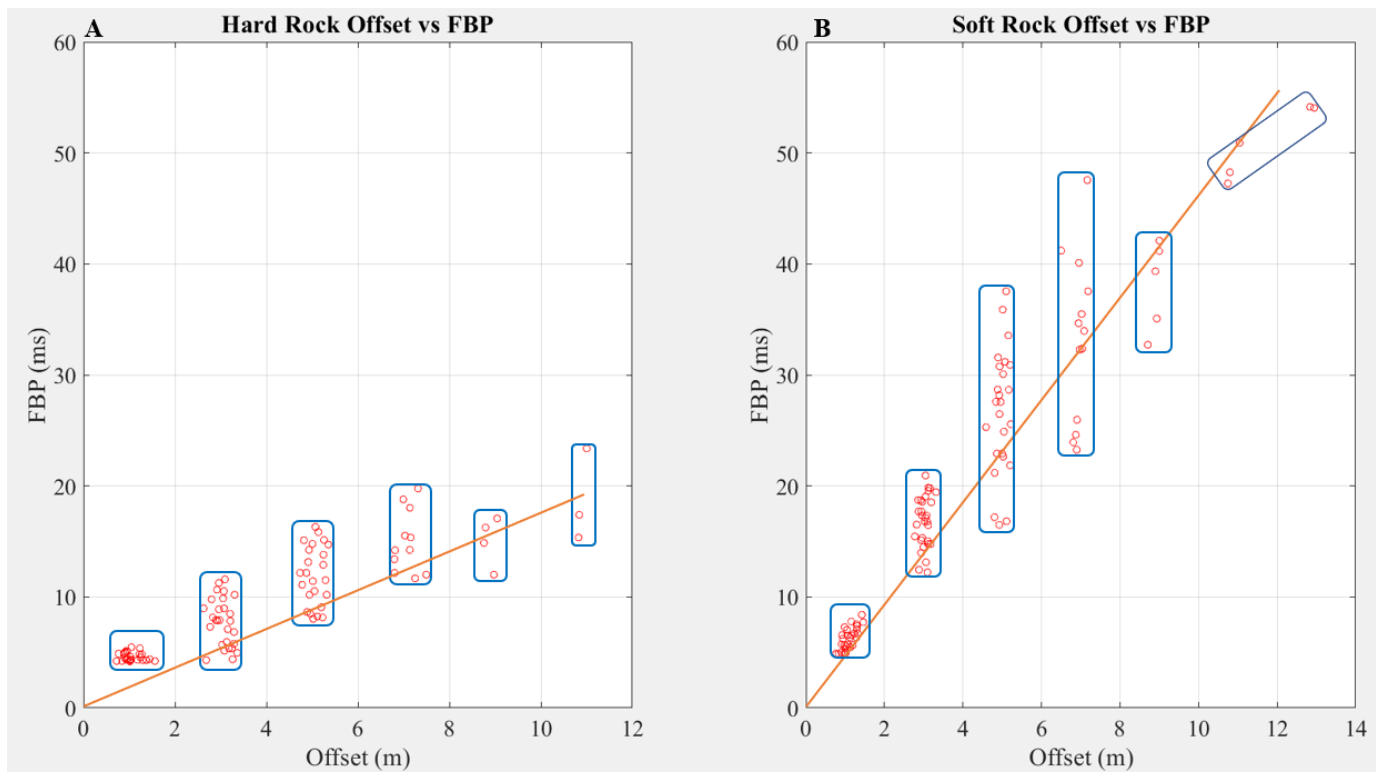 A
Hard Rock Offset vs FBP
60
50
40
30
20
10
0
FBP (ms)
0 2 4 6 8 10 12
Offset (m)
B
Soft Rock Offset vs FBP
60
50
40
30
20
10
0
FBP (ms)
0 2 4 6 8 10 12 14
Offset (m)